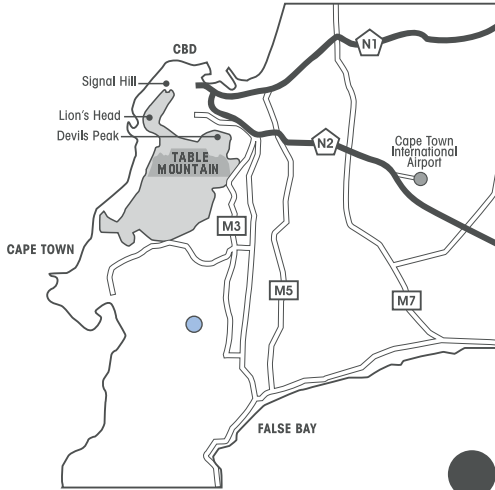 CBD
N1
Signal Hill
Lion's Head
Devils Peak
N2
Cape Town
International
Airport
TABLE
MOUNTAIN
M3
CAPE TOWN
M5
M7
FALSE BAY